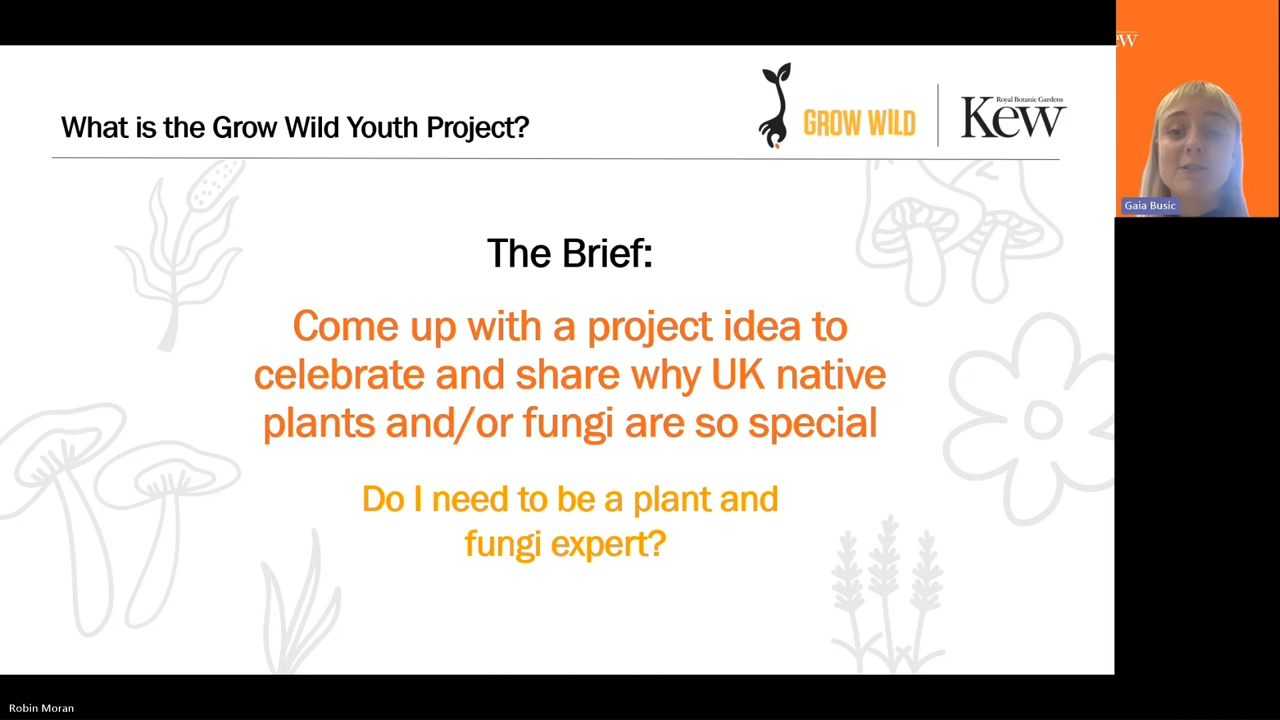 What is the Grow Wild Youth Project?
GROW WILD
Royal Botanic Gardens
Kew
ew
Gaia Busic
The Brief:
Come up with a project idea to
celebrate and share why UK native
plants and/or fungi are so special
Do I need to be a plant and
fungi expert?
Robin Moran